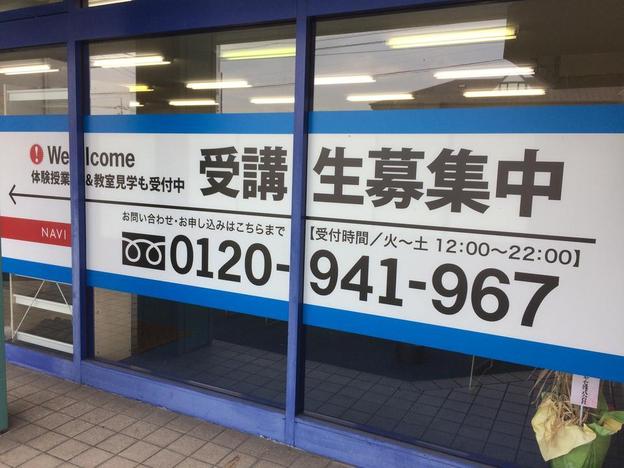 Welcome
受講生募集中
体験授業&教室見学も受付中
お問い合わせ・お申し込みはこちらまで
【受付時間/火〜土 12:00〜22:00】
NAVI
0120-941-967